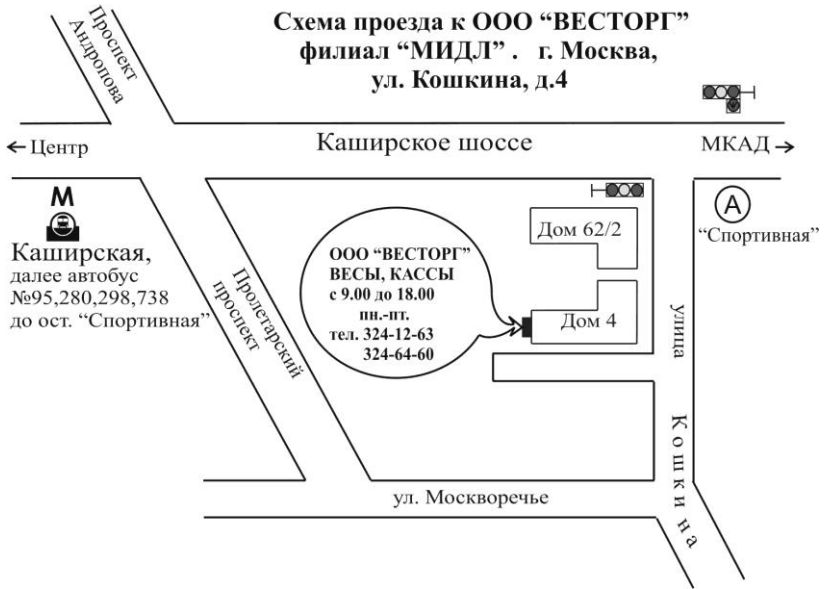 Схема проезда к ООО “ВЕСТОРГ”
филиал “МИДЛ” . г. Москва,
ул. Кошкина, д.4
Проспект
Андропова
←Центр
Каширское шоссе
МКАД→
М
Каширская,
далее автобус
№95,280,298,738
до ост. “Спортивная”
А
“Спортивная”
Дом 62/2
ООО “ВЕСТОРГ”
ВЕСЫ, КАССЫ
с 9.00 до 18.00
пн.-пт.
тел. 324-12-63
324-64-60
Дом 4
Пролетарский
проспект
улица Кошкина
ул. Москворечье